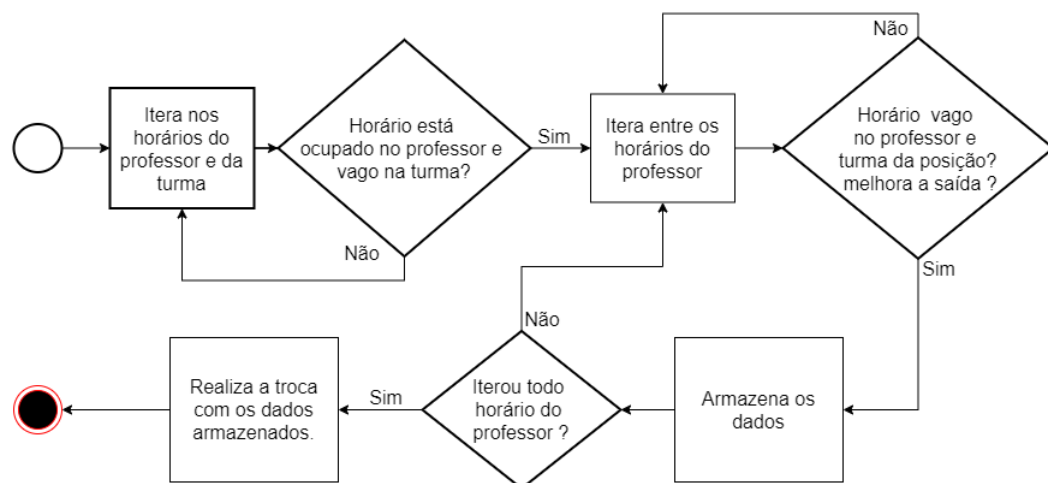 Itera nos
horários do
professor e da
turma
Horário está
ocupado no professor e
vago na turma?
Sim
Não
Itera entre os
horários do
professor
Horário  vago
no professor e
turma da posição?
melhora a saída ?
Não
Sim
Armazena os
dados
Iterou todo
horário do
professor ?
Não
Sim
Realiza a troca
com os dados
armazenados.